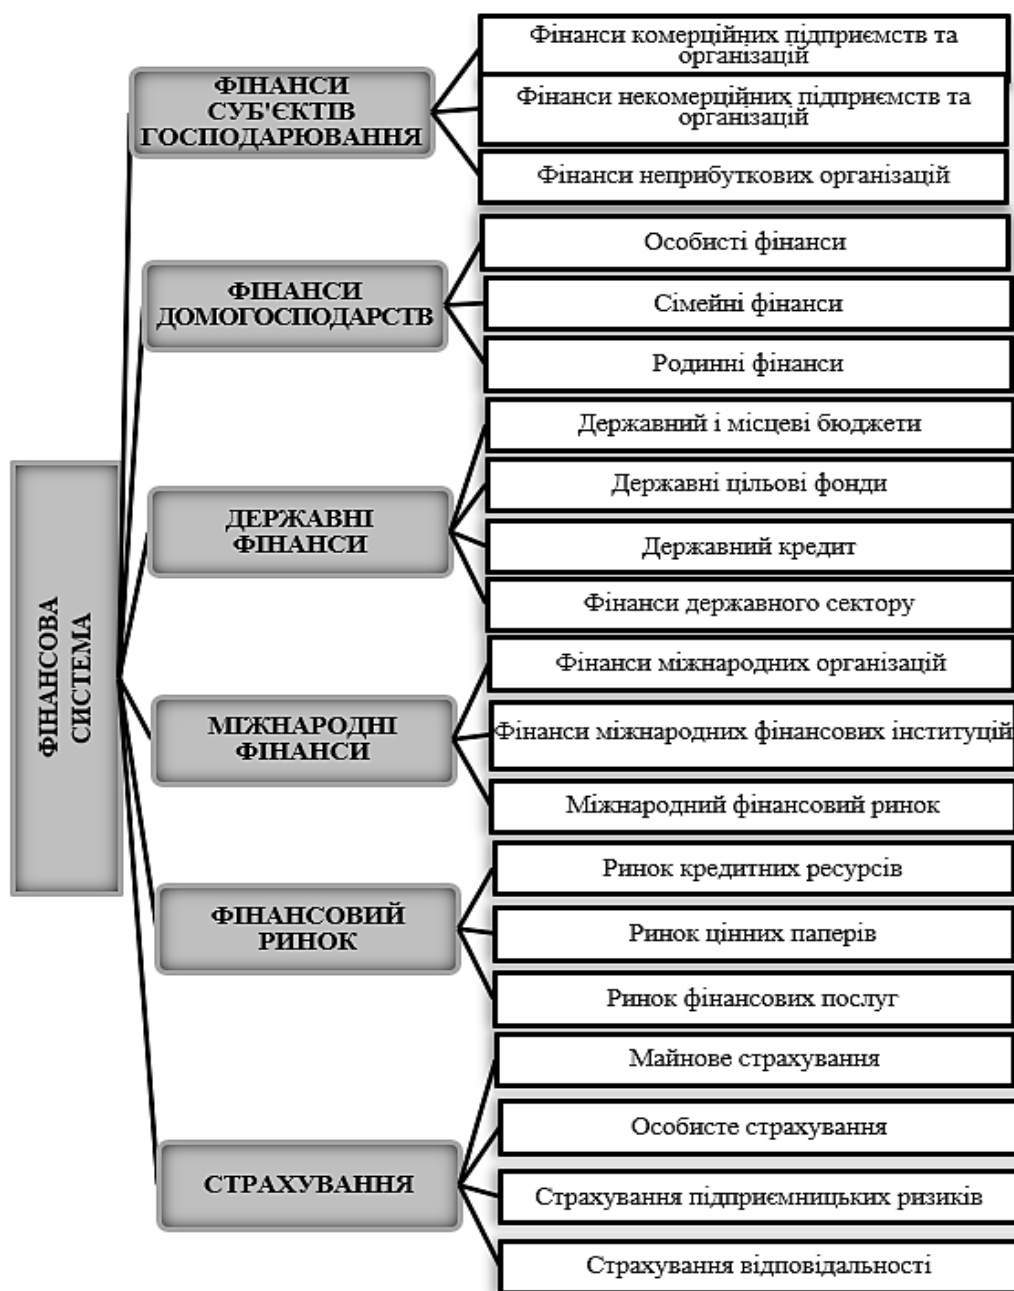 ФІНАНСОВА
СИСТЕМА
ФІНАНСИ
СУБ'ЄКТІВ
ГОСПОДАРЮВАННЯ
Фінанси комерційних підприємств та
організацій
Фінанси некомерційних підприємств та
організацій
Фінанси неприбуткових організацій
ФІНАНСИ
ДОМОГОСПОДАРСТВ
Особисті фінанси
Сімейні фінанси
Родинні фінанси
ДЕРЖАВНІ
ФІНАНСИ
Державний і місцеві бюджети
Державні цільові фонди
Державний кредит
Фінанси державного сектору
МІЖНАРОДНІ
ФІНАНСИ
Фінанси міжнародних організацій
Фінанси міжнародних фінансових інституцій
Міжнародний фінансовий ринок
ФІНАНСОВИЙ
РИНОК
Ринок кредитних ресурсів
Ринок цінних паперів
Ринок фінансових послуг
СТРАХУВАННЯ
Майнове страхування
Особисте страхування
Страхування підприємницьких ризиків
Страхування відповідальності